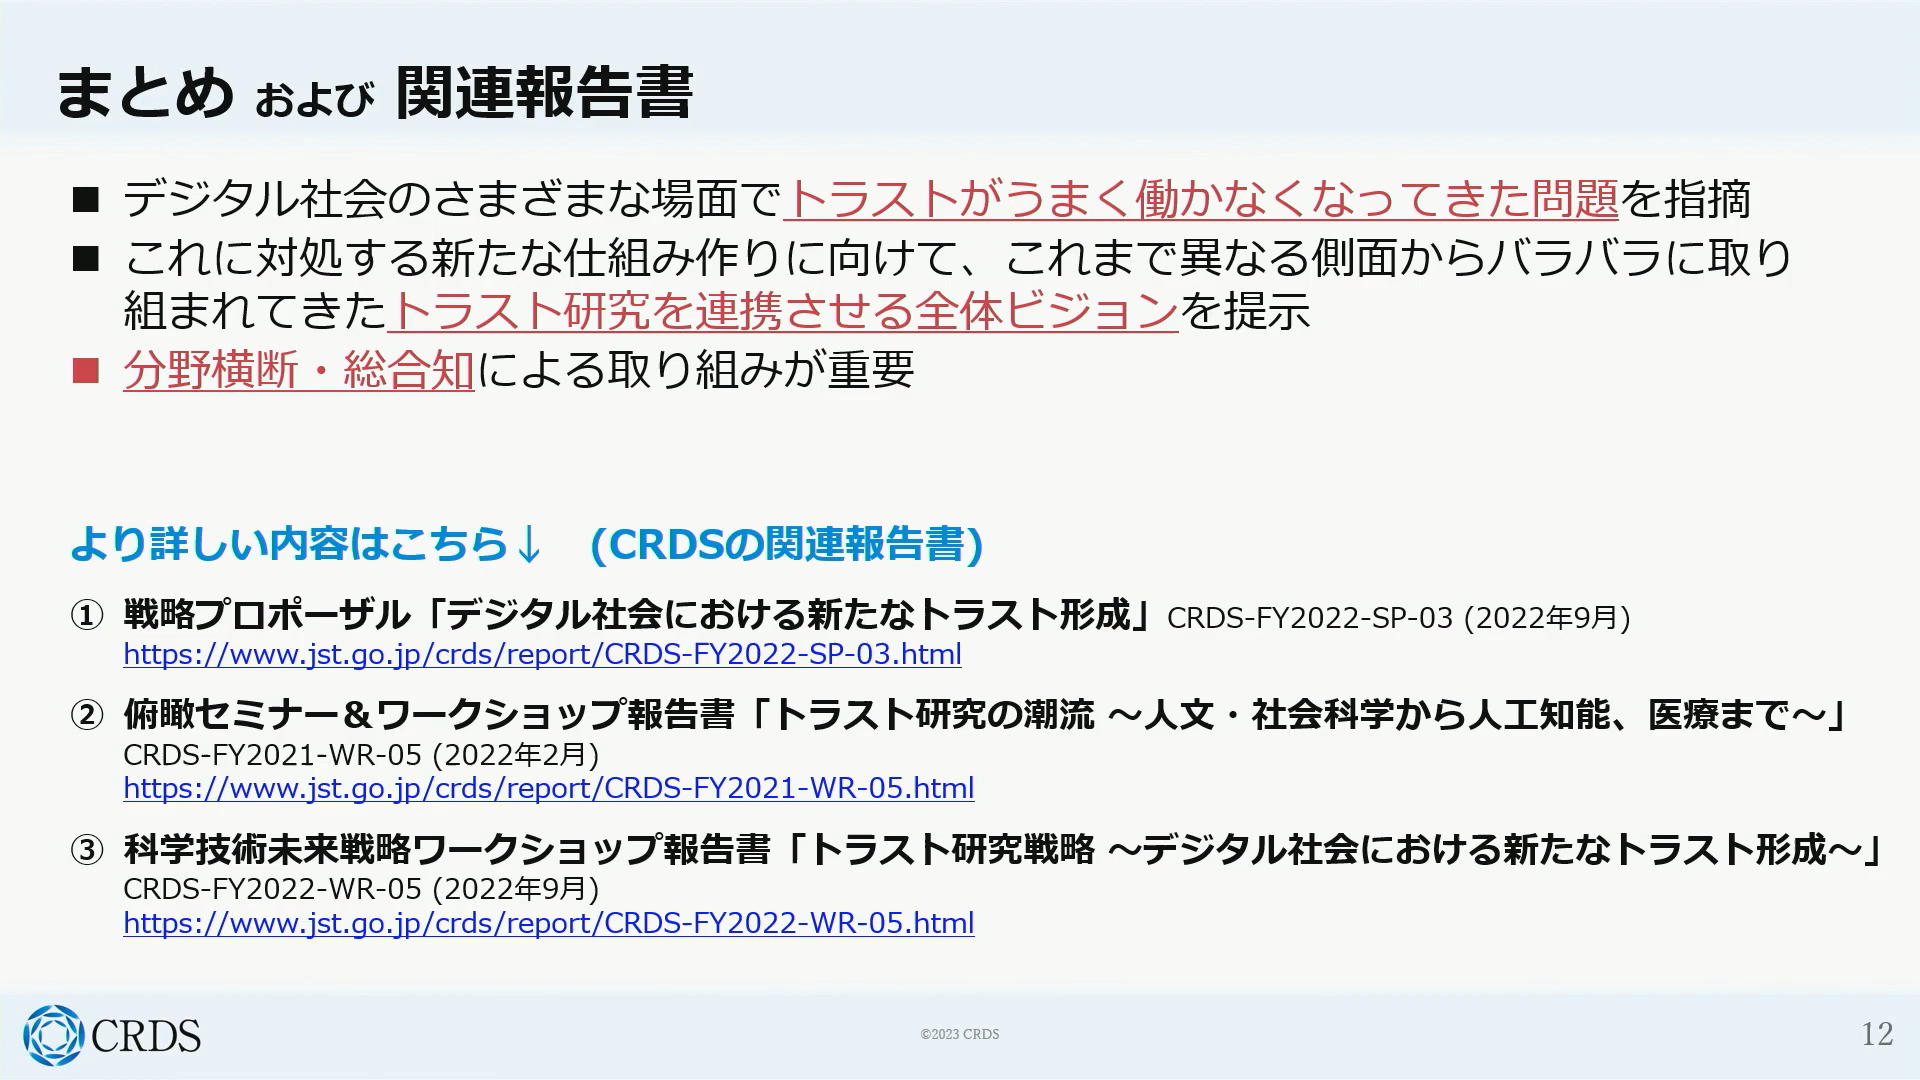 まとめ および 関連報告書
■ デジタル社会のさまざまな場面でトラストがうまく働かなくなってきた問題を指摘
■ これに対処する新たな仕組み作りに向けて、これまで異なる側面からバラバラに取り
組まれてきたトラスト研究を連携させる全体ビジョンを提示
■ 分野横断・総合知による取り組みが重要
より詳しい内容はこちら↓ (CRDSの関連報告書)
① 戦略プロポーザル「デジタル社会における新たなトラスト形成」CRDS-FY2022-SP-03 (2022年9月)
https://www.jst.go.jp/crds/report/CRDS-FY2022-SP-03.html
② 俯瞰セミナー＆ワークショップ報告書「トラスト研究の潮流 ～人文・社会科学から人工知能、医療まで～」
CRDS-FY2021-WR-05 (2022年2月)
https://www.jst.go.jp/crds/report/CRDS-FY2021-WR-05.html
③ 科学技術未来戦略ワークショップ報告書「トラスト研究戦略 ～デジタル社会における新たなトラスト形成～」
CRDS-FY2022-WR-05 (2022年9月)
https://www.jst.go.jp/crds/report/CRDS-FY2022-WR-05.html
CRDS
©2023 CRDS
12